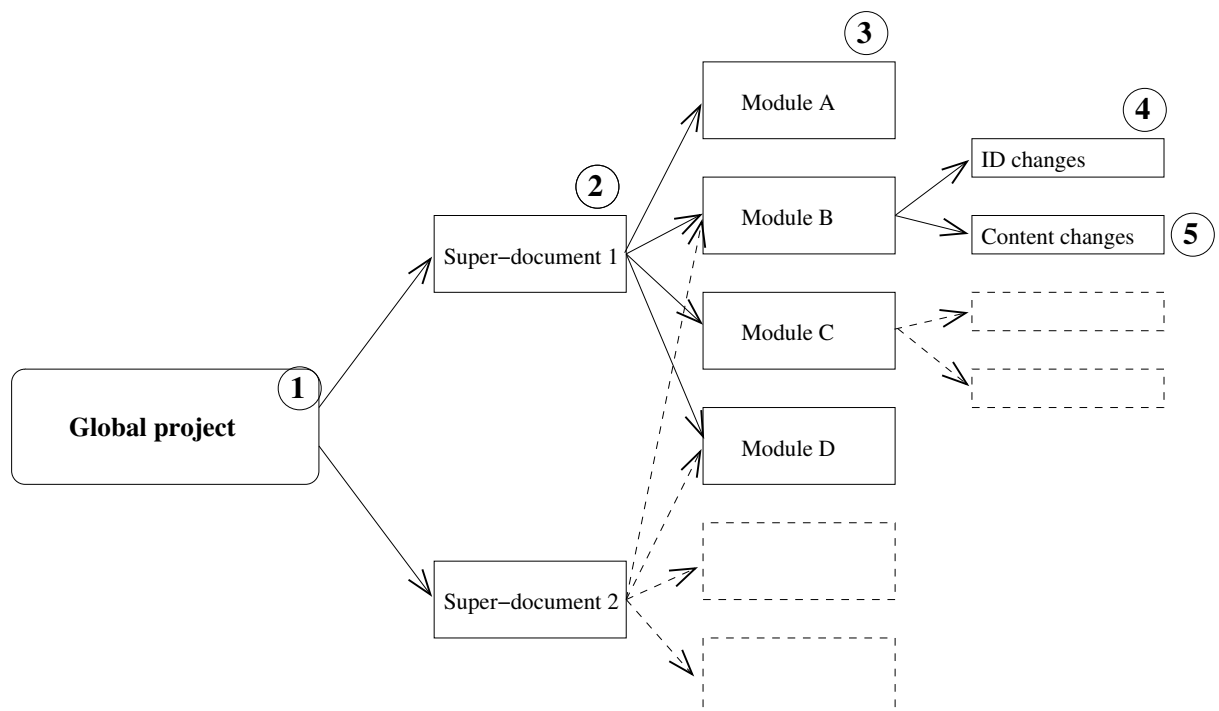 3
Module A
4
ID changes
2
Module B
Super−document 1
Content changes
5
Module C
1
Global project
Module D
Super−document 2